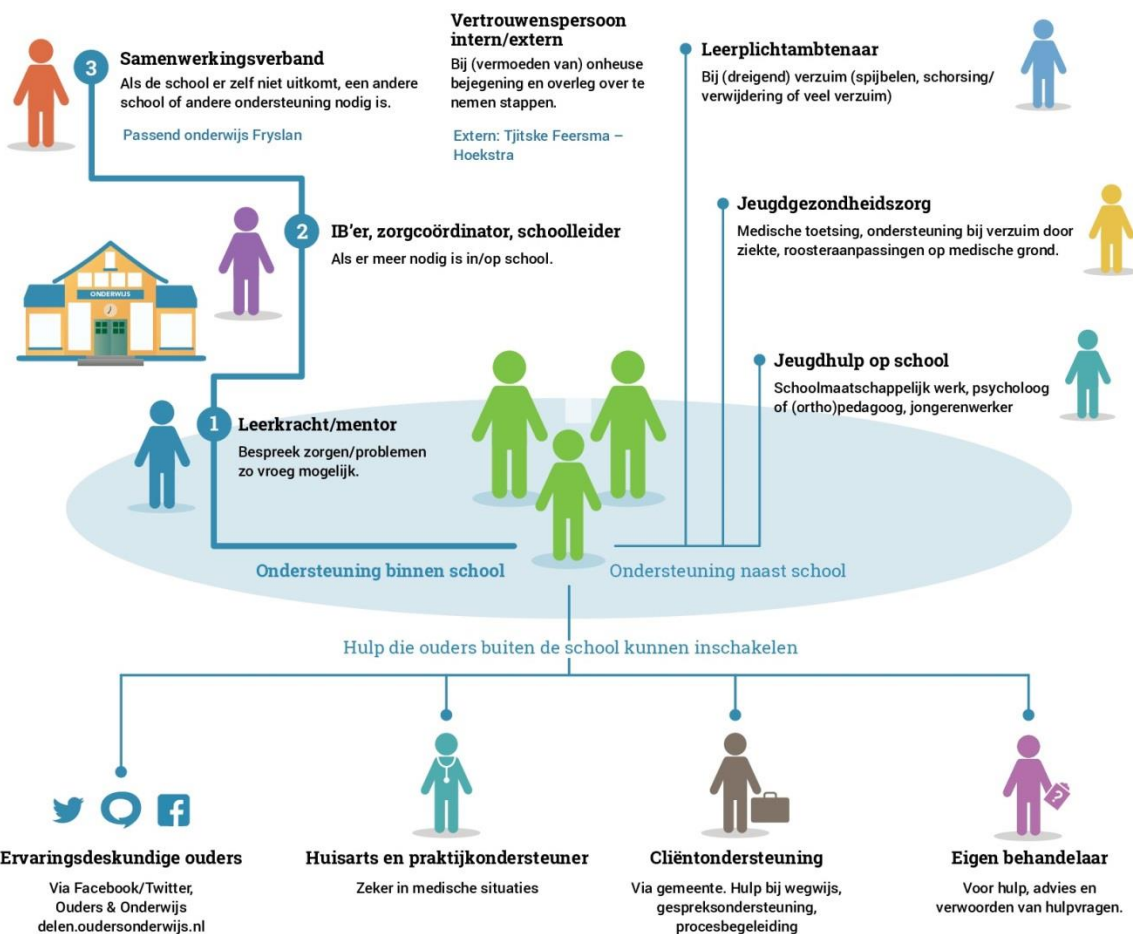 3
Samenwerkingsverband
Als de school er zelf niet uitkomt, een andere
school of andere ondersteuning nodig is.
Passend onderwijs Fryslan
Vertrouwenspersoon
intern/extern
Bij (vermoeden van) onheuse
bejegening en overleg over te
nemen stappen.
Extern: Tjitske Feersma –
Hoekstra
Leerplichtambtenaar
Bij (dreigend) verzuim (spijbelen, schorsing/
verwijdering of veel verzuim)
2
IB'er, zorgcoördinator, schoolleider
Als er meer nodig is in/op school.
Jeugdgezondheidszorg
Medische toetsing, ondersteuning bij verzuim door
ziekte, roosteraanpassingen op medische grond.
ONDERWIJS
Jeugdhulp op school
Schoolmaatschappelijk werk, psycholoog
of (ortho)pedagoog, jongerenwerker
1
Leerkracht/mentor
Bespreek zorgen/problemen
zo vroeg mogelijk.
Ondersteuning binnen school
Ondersteuning naast school
Hulp die ouders buiten de school kunnen inschakelen
Ervaringsdeskundige ouders
Via Facebook/Twitter,
Ouders & Onderwijs
delen.oudersonderwijs.nl
Huisarts en praktijkondersteuner
Zeker in medische situaties
Cliëntondersteuning
Via gemeente. Hulp bij wegwijs,
gespreksondersteuning,
procesbegeleiding
?
Eigen behandelaar
Voor hulp, advies en
verwoorden van hulpvragen.